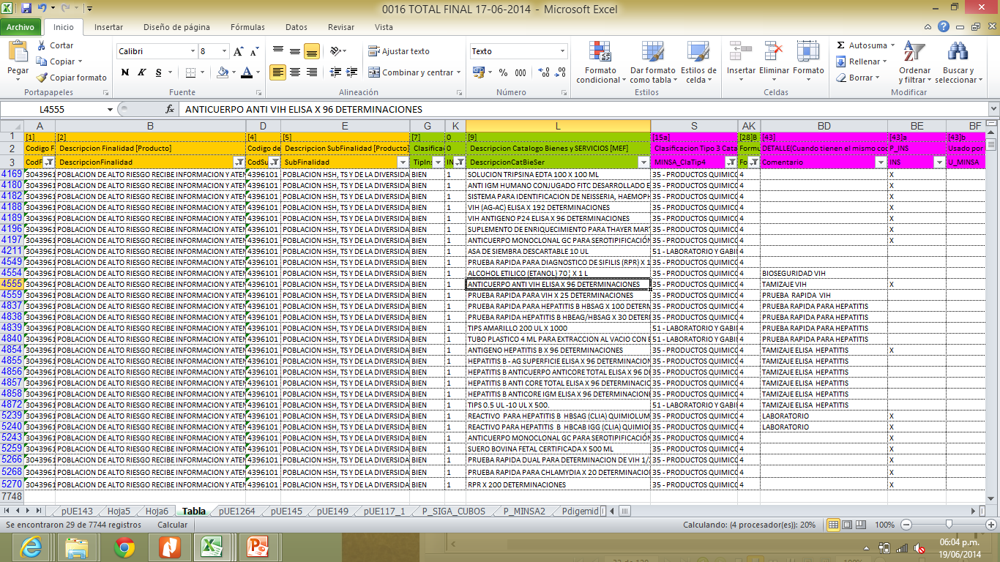 0016 TOTAL FINAL 17-06-2014 - Microsoft Excel
Archivo Inicio Insertar Diseño de página Fórmulas Datos Revisar Vista
Pegar
Cortar
Copiar
Copiar formato
Portapapeles
Calibri 8
N K S
Fuente
Ajustar texto
Combinar y centrar
Alineación
Texto
% 000
Número
Formato condicional
Dar formato como tabla
Estilos de celda
Estilos
Insertar Eliminar Formato
Celdas
Autosuma
Rellenar
Borrar
Ordenar y filtrar
Buscar y seleccionar
Modificar
L4555 fx ANTICUERPO ANTI VIH ELISA X 96 DETERMINACIONES
A B D E G K L S AK BD BE BF
1 [1] [2] [4] [5] [7] 0 [9] [15a] [28]B [43] [43]a [43]b
2 Codigo F Descripcion Finalidad [Producto] Codigo de Descripcion SubFinalidad [Producto] Clasificac 0 Descripcion Catalogo Bienes y SERVICIOS [MEF] Clasificacion Tipo 3 Cata Formu DETALLE(Cuando tienen el mismo co P_INS Usado por
3 CodF DescripcionFinalidad CodSu SubFinalidad TipIn IN DescripcionCatBieSer MINSA_ClaTip4 Fo Comentario INS U_MINSA
4169 3043961 POBLACION DE ALTO RIESGO RECIBE INFORMACION Y ATEN 4396101 POBLACION HSH, TS Y DE LA DIVERSIDA BIEN 1 SOLUCION TRIPSINA EDTA 100 X 100 ML 35 - PRODUCTOS QUIMICO 4 X
4180 3043961 POBLACION DE ALTO RIESGO RECIBE INFORMACION Y ATEN 4396101 POBLACION HSH, TS Y DE LA DIVERSIDA BIEN 1 ANTI IGM HUMANO CONJUGADO FITC DESARROLLADO E 35 - PRODUCTOS QUIMICO 4 X
4182 3043961 POBLACION DE ALTO RIESGO RECIBE INFORMACION Y ATEN 4396101 POBLACION HSH, TS Y DE LA DIVERSIDA BIEN 1 SISTEMA PARA IDENTIFICACION DE NEISSERIA, HAEMOPH 35 - PRODUCTOS QUIMICO 4 X
4188 3043961 POBLACION DE ALTO RIESGO RECIBE INFORMACION Y ATEN 4396101 POBLACION HSH, TS Y DE LA DIVERSIDA BIEN 1 VIH (AG-AC) ELISA X 192 DETERMINACIONES 35 - PRODUCTOS QUIMICO 4 X
4189 3043961 POBLACION DE ALTO RIESGO RECIBE INFORMACION Y ATEN 4396101 POBLACION HSH, TS Y DE LA DIVERSIDA BIEN 1 VIH ANTIGENO P24 ELISA X 96 DETERMINACIONES 35 - PRODUCTOS QUIMICO 4 X
4196 3043961 POBLACION DE ALTO RIESGO RECIBE INFORMACION Y ATEN 4396101 POBLACION HSH, TS Y DE LA DIVERSIDA BIEN 1 SUPLEMENTO DE ENRIQUECIMIENTO PARA THAYER MAR 35 - PRODUCTOS QUIMICO 4 X
4197 3043961 POBLACION DE ALTO RIESGO RECIBE INFORMACION Y ATEN 4396101 POBLACION HSH, TS Y DE LA DIVERSIDA BIEN 1 ANTICUERPO MONOCLONAL GC PARA SEROTIPIFICACIÓN 35 - PRODUCTOS QUIMICO 4 X
4211 3043961 POBLACION DE ALTO RIESGO RECIBE INFORMACION Y ATEN 4396101 POBLACION HSH, TS Y DE LA DIVERSIDA BIEN 1 ASA DE SIEMBRA DESCARTABLE 10 UL 51 - LABORATORIO Y GABI 4
4549 3043961 POBLACION DE ALTO RIESGO RECIBE INFORMACION Y ATEN 4396101 POBLACION HSH, TS Y DE LA DIVERSIDA BIEN 1 PRUEBA RAPIDA PARA DIAGNOSTICO DE SIFILIS (RPR) X 1 35 - PRODUCTOS QUIMICO 4
4554 3043961 POBLACION DE ALTO RIESGO RECIBE INFORMACION Y ATEN 4396101 POBLACION HSH, TS Y DE LA DIVERSIDA BIEN 1 ALCOHOL ETILICO (ETANOL) 70¦ X 1 L 35 - PRODUCTOS QUIMICO 4 BIOSEGURIDAD VIH
4555 3043961 POBLACION DE ALTO RIESGO RECIBE INFORMACION Y ATEN 4396101 POBLACION HSH, TS Y DE LA DIVERSIDA BIEN 1 ANTICUERPO ANTI VIH ELISA X 96 DETERMINACIONES 35 - PRODUCTOS QUIMICO 4 TAMIZAJE VIH X
4559 3043961 POBLACION DE ALTO RIESGO RECIBE INFORMACION Y ATEN 4396101 POBLACION HSH, TS Y DE LA DIVERSIDA BIEN 1 PRUEBA RAPIDA PARA VIH X 25 DETERMINACIONES 35 - PRODUCTOS QUIMICO 4 PRUEBA RAPIDA VIH
4837 3043961 POBLACION DE ALTO RIESGO RECIBE INFORMACION Y ATEN 4396101 POBLACION HSH, TS Y DE LA DIVERSIDA BIEN 1 PRUEBA RAPIDA PARA HEPATITIS B HBSAG X 100 DETERM 35 - PRODUCTOS QUIMICO 4 PRUEBA RAPIDA PARA HEPATITIS
4838 3043961 POBLACION DE ALTO RIESGO RECIBE INFORMACION Y ATEN 4396101 POBLACION HSH, TS Y DE LA DIVERSIDA BIEN 1 PRUEBA RAPIDA HEPATITIS B HBEAG/HBSAG X 30 DETER 35 - PRODUCTOS QUIMICO 4 PRUEBA RAPIDA PARA HEPATITIS
4839 3043961 POBLACION DE ALTO RIESGO RECIBE INFORMACION Y ATEN 4396101 POBLACION HSH, TS Y DE LA DIVERSIDA BIEN 1 TIPS AMARILLO 200 UL X 1000 51 - LABORATORIO Y GABI 4 PRUEBA RAPIDA PARA HEPATITIS
4840 3043961 POBLACION DE ALTO RIESGO RECIBE INFORMACION Y ATEN 4396101 POBLACION HSH, TS Y DE LA DIVERSIDA BIEN 1 TUBO PLASTICO 4 ML PARA EXTRACCION AL VACIO CON E 51 - LABORATORIO Y GABI 4 PRUEBA RAPIDA PARA HEPATITIS
4854 3043961 POBLACION DE ALTO RIESGO RECIBE INFORMACION Y ATEN 4396101 POBLACION HSH, TS Y DE LA DIVERSIDA BIEN 1 ANTIGENO HEPATITIS B X 96 DETERMINACIONES 35 - PRODUCTOS QUIMICO 4 TAMIZAJE ELISA HEPATITIS X
4855 3043961 POBLACION DE ALTO RIESGO RECIBE INFORMACION Y ATEN 4396101 POBLACION HSH, TS Y DE LA DIVERSIDA BIEN 1 HEPATITIS B - AG SUPERFICIE ELISA X 96 DETERMINACION 35 - PRODUCTOS QUIMICO 4 TAMIZAJE ELISA HEPATITIS
4856 3043961 POBLACION DE ALTO RIESGO RECIBE INFORMACION Y ATEN 4396101 POBLACION HSH, TS Y DE LA DIVERSIDA BIEN 1 HEPATITIS B ANTICUERPO ANTICORE TOTAL ELISA X 96 DE 35 - PRODUCTOS QUIMICO 4 TAMIZAJE ELISA HEPATITIS
4857 3043961 POBLACION DE ALTO RIESGO RECIBE INFORMACION Y ATEN 4396101 POBLACION HSH, TS Y DE LA DIVERSIDA BIEN 1 HEPATITIS B ANTI CORE TOTAL ELISA X 96 DETERMINACIO 35 - PRODUCTOS QUIMICO 4 TAMIZAJE ELISA HEPATITIS
4858 3043961 POBLACION DE ALTO RIESGO RECIBE INFORMACION Y ATEN 4396101 POBLACION HSH, TS Y DE LA DIVERSIDA BIEN 1 HEPATITIS B ANTICORE IGM ELISA X 96 DETERMINACIONE 35 - PRODUCTOS QUIMICO 4 TAMIZAJE ELISA HEPATITIS
4872 3043961 POBLACION DE ALTO RIESGO RECIBE INFORMACION Y ATEN 4396101 POBLACION HSH, TS Y DE LA DIVERSIDA BIEN 1 TIPS 0.5 UL -10 UL X 500. 51 - LABORATORIO Y GABI 4 TAMIZAJE ELISA HEPATITIS
5239 3043961 POBLACION DE ALTO RIESGO RECIBE INFORMACION Y ATEN 4396101 POBLACION HSH, TS Y DE LA DIVERSIDA BIEN 1 REACTIVO PARA HEPATITIS B HBSAG (CLIA) QUIMIOLUM 35 - PRODUCTOS QUIMICO 4 LABORATORIO X
5240 3043961 POBLACION DE ALTO RIESGO RECIBE INFORMACION Y ATEN 4396101 POBLACION HSH, TS Y DE LA DIVERSIDA BIEN 1 REACTIVO PARA HEPATITIS B HBCAB IGG (CLIA) QUIMIO 35 - PRODUCTOS QUIMICO 4 LABORATORIO X
5243 3043961 POBLACION DE ALTO RIESGO RECIBE INFORMACION Y ATEN 4396101 POBLACION HSH, TS Y DE LA DIVERSIDA BIEN 1 ANTICUERPO MONOCLONAL GC PARA SEROTIPIFICACIÓN 35 - PRODUCTOS QUIMICO 4 X
5259 3043961 POBLACION DE ALTO RIESGO RECIBE INFORMACION Y ATEN 4396101 POBLACION HSH, TS Y DE LA DIVERSIDA BIEN 1 SUERO BOVINA FETAL CERTIFICADA X 500 ML 35 - PRODUCTOS QUIMICO 4 X
5266 3043961 POBLACION DE ALTO RIESGO RECIBE INFORMACION Y ATEN 4396101 POBLACION HSH, TS Y DE LA DIVERSIDA BIEN 1 PRUEBA RAPIDA DUAL PARA DETERMINACION DE VIH 1/ 35 - PRODUCTOS QUIMICO 4 X
5268 3043961 POBLACION DE ALTO RIESGO RECIBE INFORMACION Y ATEN 4396101 POBLACION HSH, TS Y DE LA DIVERSIDA BIEN 1 PRUEBA RAPIDA PARA CHLAMYDIA X 20 DETERMINACION 35 - PRODUCTOS QUIMICO 4 X
5270 3043961 POBLACION DE ALTO RIESGO RECIBE INFORMACION Y ATEN 4396101 POBLACION HSH, TS Y DE LA DIVERSIDA BIEN 1 RPR X 200 DETERMINACIONES 35 - PRODUCTOS QUIMICO 4 X
7748
pUE143 Hoja5 Hoja6 Tabla pUE1264 pUE145 pUE149 pUE117_1 P_SIGA_CUBOS P_MINSA2 Pdigemid
Se encontraron 29 de 7744 registros Calcular Calculando: (4 procesador(es)): 20% 100%
06:04 p.m.
19/06/2014